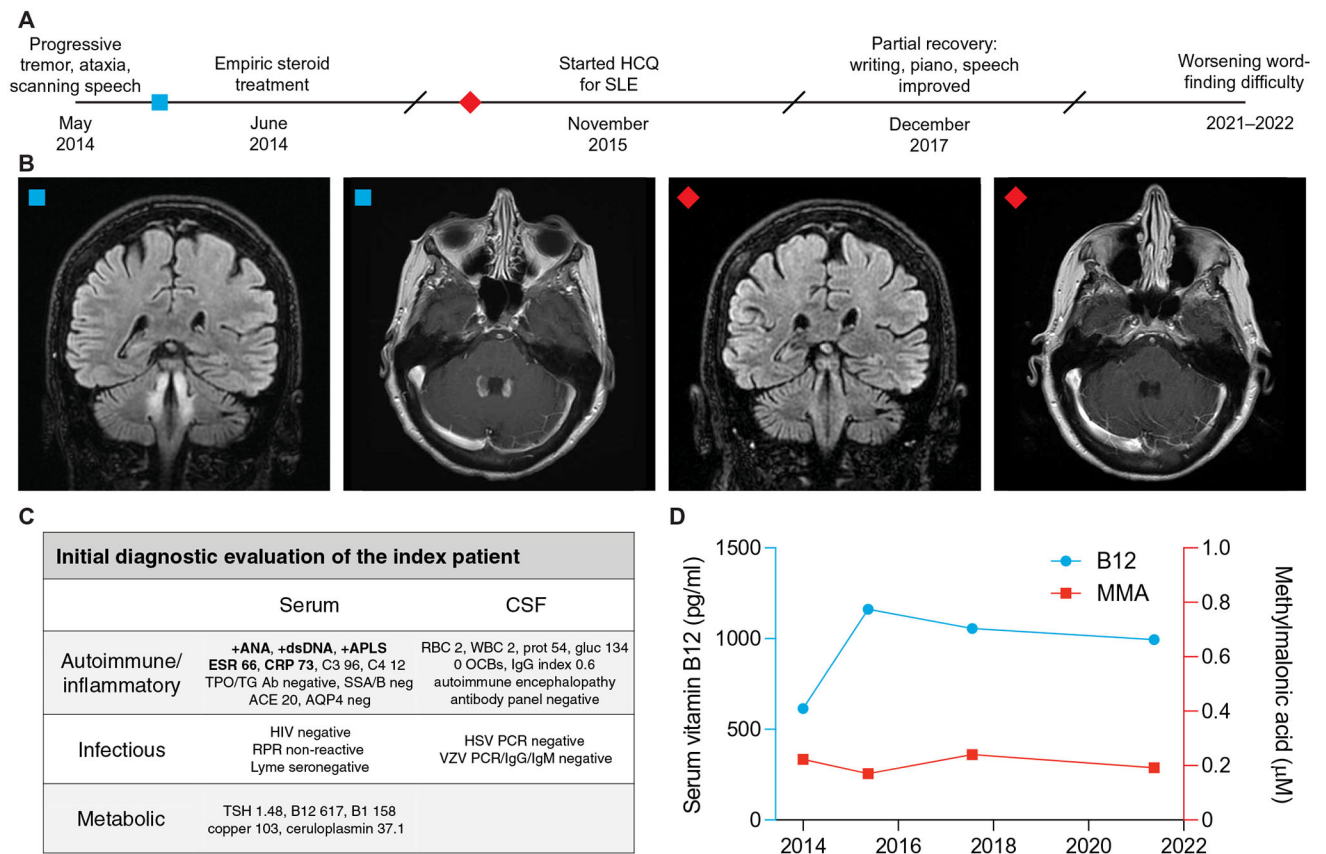 A
Progressive
tremor, ataxia,
scanning speech
Empiric steroid
treatment
Started HCQ
for SLE
Partial recovery:
writing, piano, speech
improved
Worsening word-
finding difficulty
May
2014
June
2014
November
2015
December
2017
2021–2022
B
C
Initial diagnostic evaluation of the index patient
Serum
CSF
Autoimmune/
inflammatory
+ANA, +dsDNA, +APLS
ESR 66, CRP 73, C3 96, C4 12
TPO/TG Ab negative, SSA/B neg
ACE 20, AQP4 neg
RBC 2, WBC 2, prot 54, gluc 134
0 OCBs, IgG index 0.6
autoimmune encephalopathy
antibody panel negative
Infectious
HIV negative
RPR non-reactive
Lyme seronegative
HSV PCR negative
VZV PCR/IgG/IgM negative
Metabolic
TSH 1.48, B12 617, B1 158
copper 103, ceruloplasmin 37.1
D
Serum vitamin B12 (pg/ml)
1500
1000
500
0
B12
MMA
1.0
0.8
0.6
0.4
0.2
0
Methylmalonic acid (μM)
2014
2016
2018
2020
2022